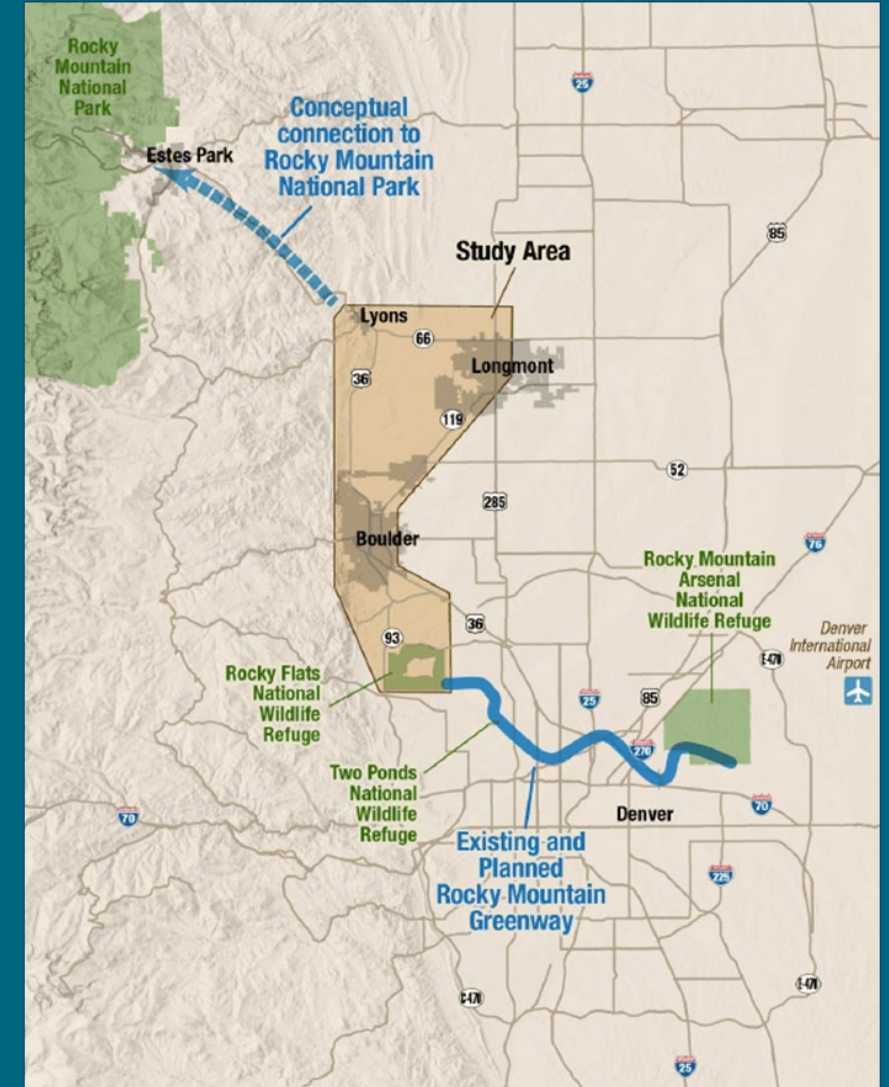 Rocky
Mountain
National
Park
25
Conceptual
connection to
Rocky Mountain
National Park
Estes Park
85
Study Area
Lyons
66
Longmont
36
119
52
285
Boulder
76
Rocky Mountain
Arsenal
National
Wildlife Refuge
36
Denver
International
Airport
93
E-470
Rocky Flats
National
Wildlife
Refuge
25
85
270
Two Ponds
National
Wildlife
Refuge
70
70
Denver
Existing and
Planned
Rocky Mountain
Greenway
225
C-470
E-470
25